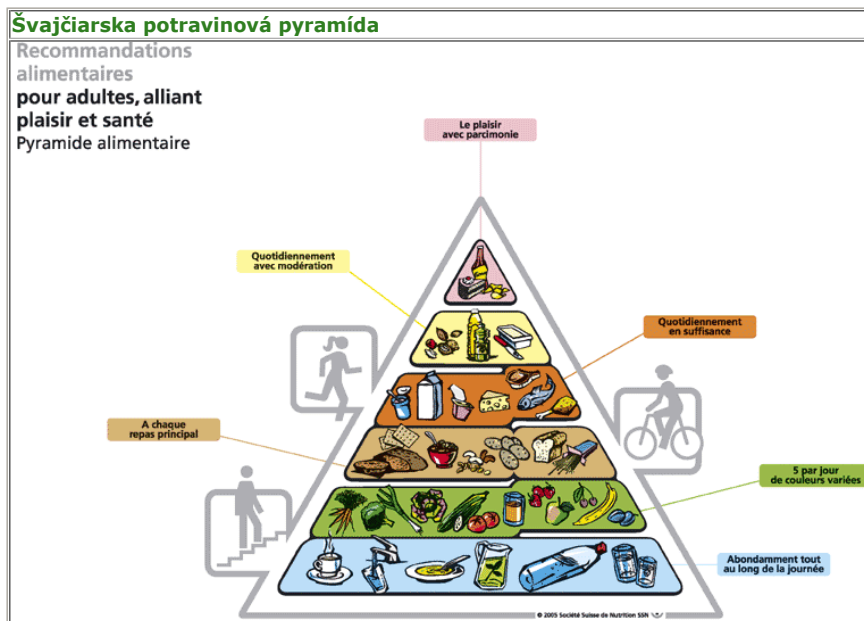 Švajčiarska potravinová pyramída
Recommandations
alimentaires
pour adultes, alliant
plaisir et santé
Pyramide alimentaire
Le plaisir
avec parcimonie
Quotidiennement
avec modération
Quotidiennement
en suffisance
A chaque
repas principal
5 par jour
de couleurs variées
Abondamment tout
au long de la journée
© 2005 Société Suisse de Nutrition SSN